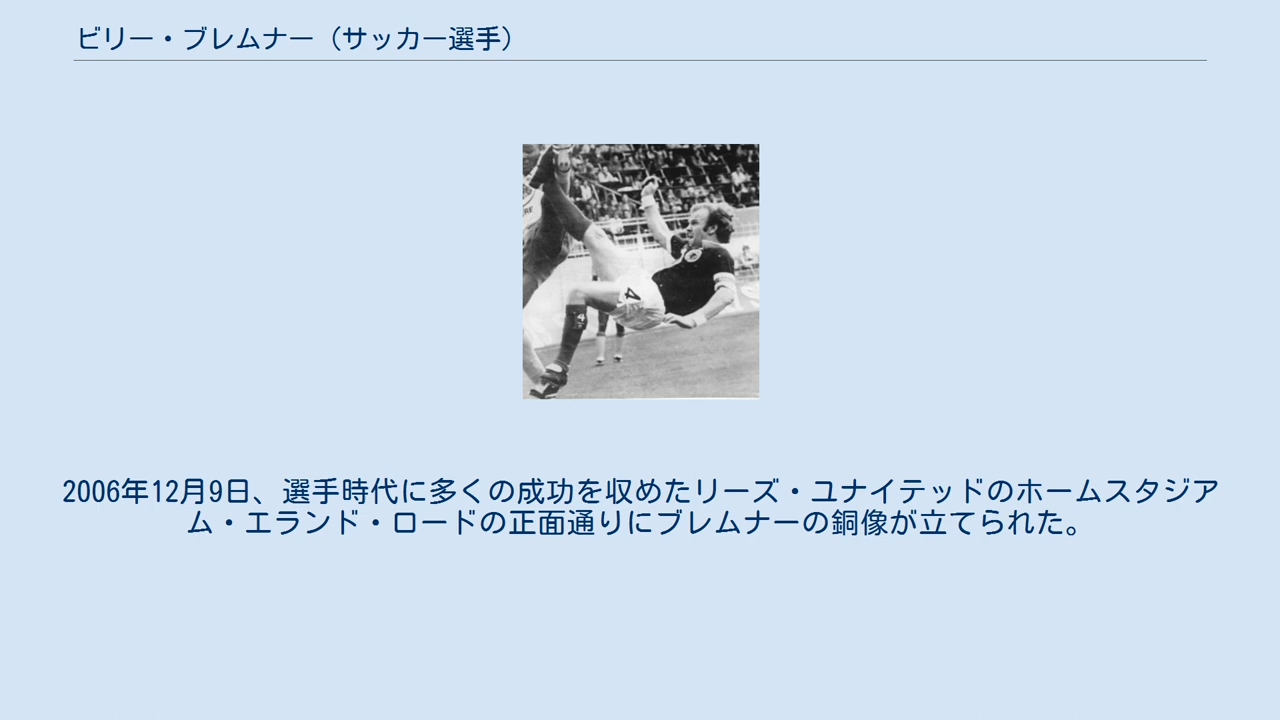 ビリー・ブレムナー（サッカー選手）
4
4
2006年12月9日、選手時代に多くの成功を収めたリーズ・ユナイテッドのホームスタジア
ム・エランド・ロードの正面通りにブレムナーの銅像が立てられた。